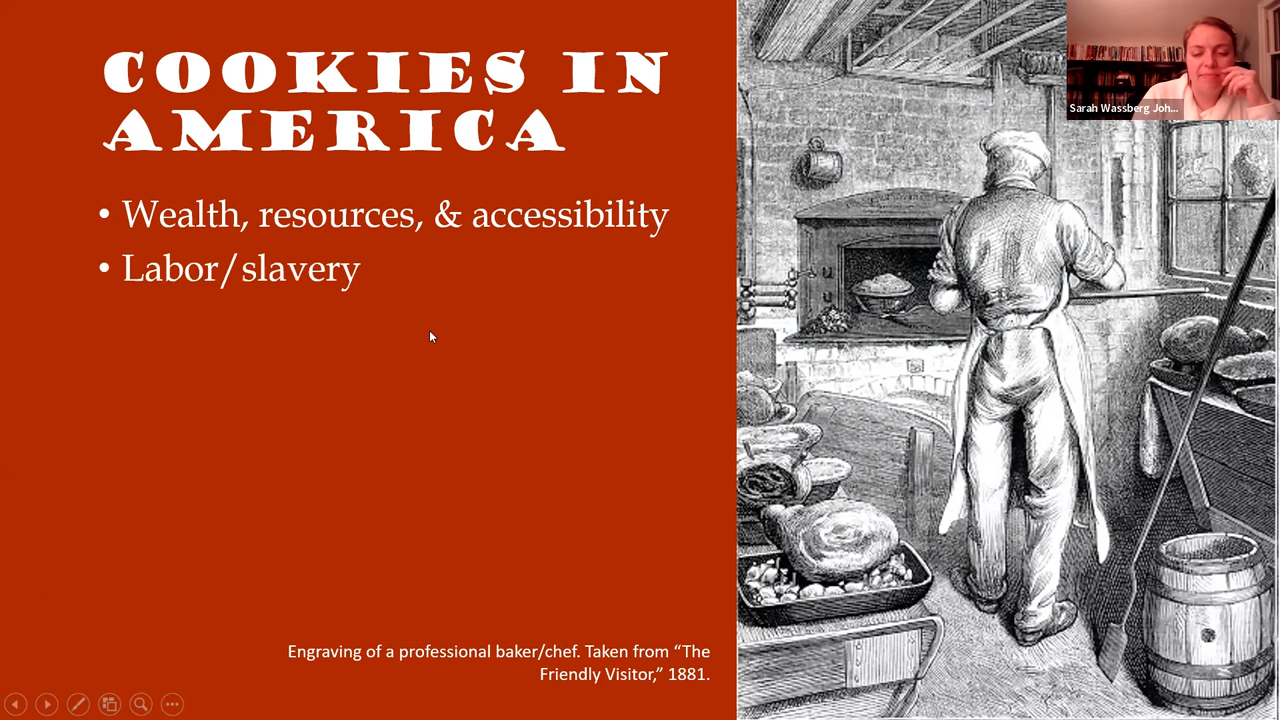 COOKIES IN
AMERICA
• Wealth, resources, & accessibility
• Labor/slavery
Engraving of a professional baker/chef. Taken from “The
Friendly Visitor,” 1881.
Sarah Wassberg Joh...